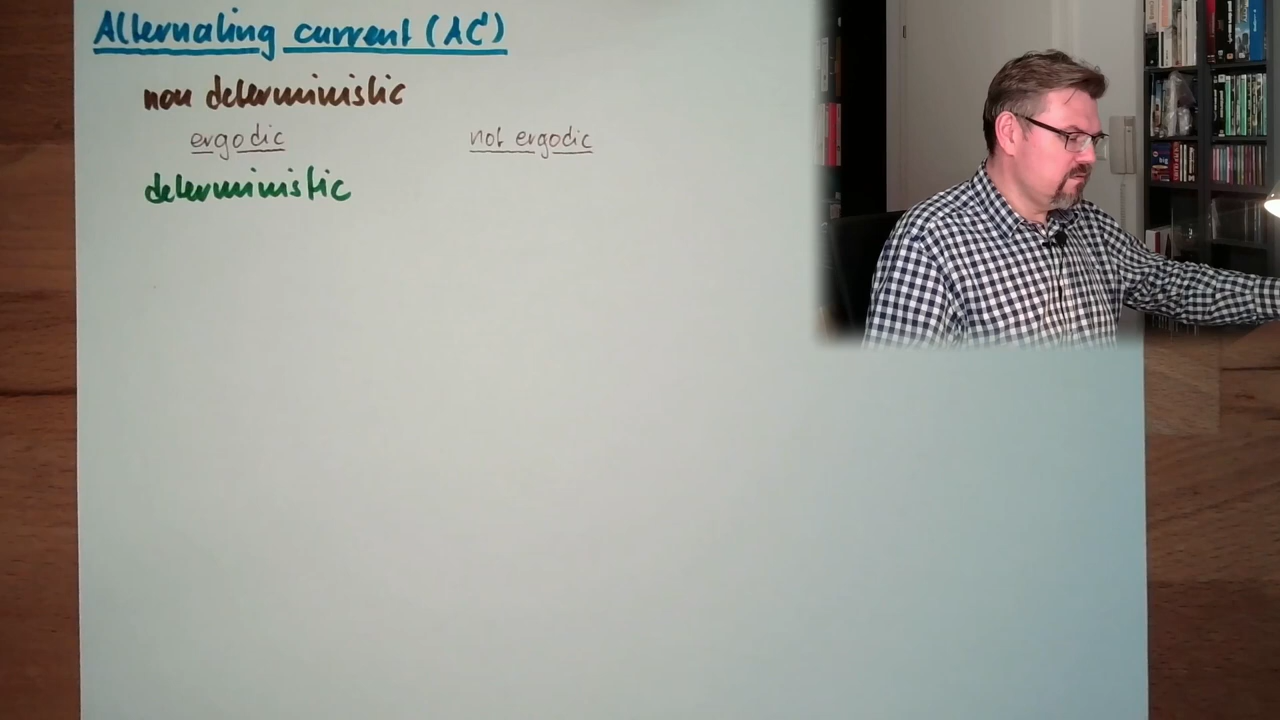 Alternating current (AC)
non deterministic
ergodic not ergodic
deterministic